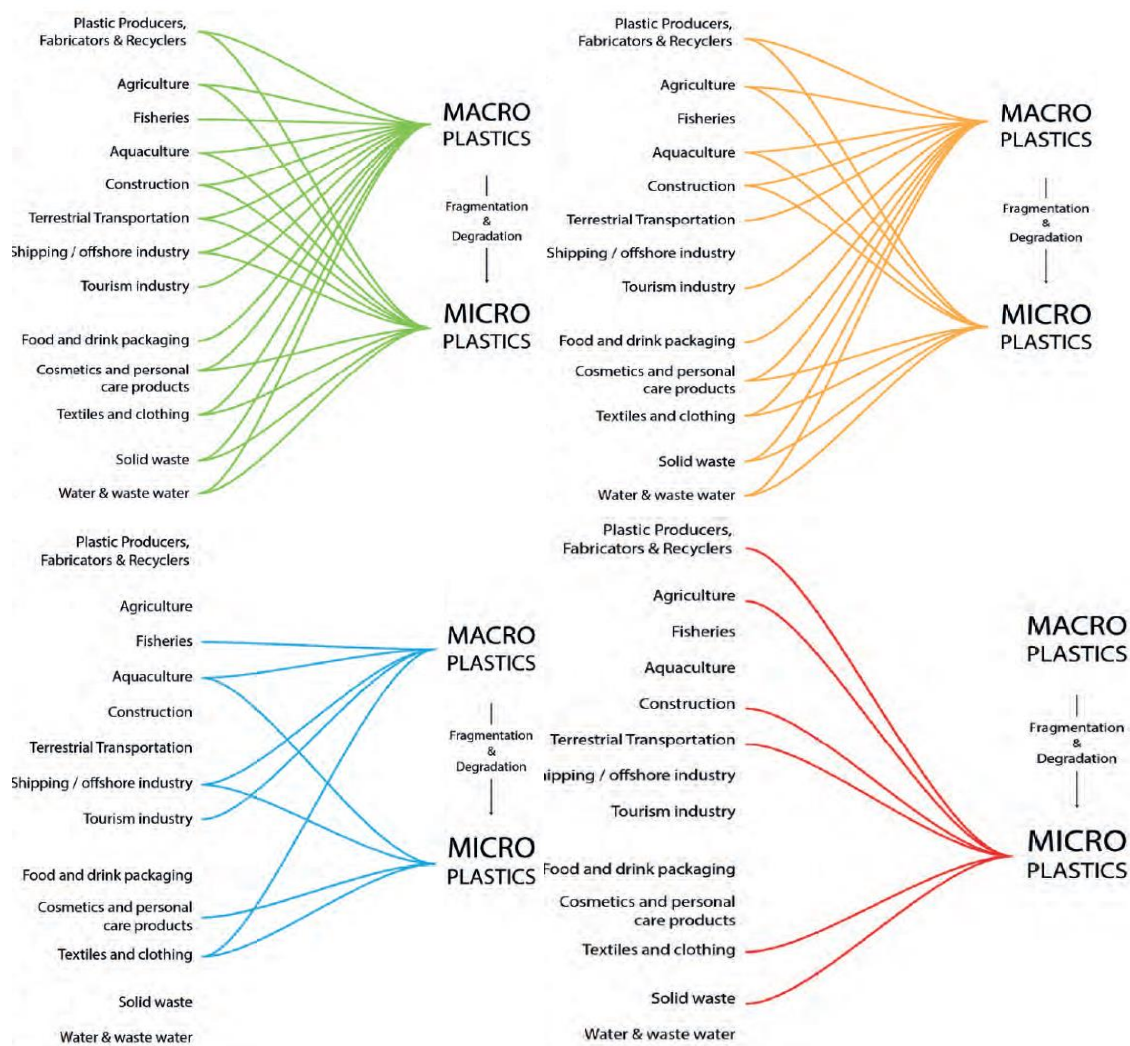 Plastic Producers,
Fabricators & Recyclers
Agriculture
Fisheries
Aquaculture
Construction
Terrestrial Transportation
Shipping / offshore industry
Tourism industry
Food and drink packaging
Cosmetics and personal
care products
Textiles and clothing
Solid waste
Water & waste water
MACRO
PLASTICS
Fragmentation
&
Degradation
MICRO
PLASTICS
Plastic Producers,
Fabricators & Recyclers
Agriculture
Fisheries
Aquaculture
Construction
Terrestrial Transportation
Shipping / offshore industry
Tourism industry
Food and drink packaging
Cosmetics and personal
care products
Textiles and clothing
Solid waste
Water & waste water
MACRO
PLASTICS
Fragmentation
&
Degradation
MICRO
PLASTICS
Plastic Producers,
Fabricators & Recyclers
Agriculture
Fisheries
Aquaculture
Construction
Terrestrial Transportation
Shipping / offshore industry
Tourism industry
Food and drink packaging
Cosmetics and personal
care products
Textiles and clothing
Solid waste
Water & waste water
MACRO
PLASTICS
Fragmentation
&
Degradation
MICRO
PLASTICS
Plastic Producers,
Fabricators & Recyclers
Agriculture
Fisheries
Aquaculture
Construction
Terrestrial Transportation
hipping / offshore industry
Tourism industry
Food and drink packaging
Cosmetics and personal
care products
Textiles and clothing
Solid waste
Water & waste water
MACRO
PLASTICS
Fragmentation
&
Degradation
MICRO
PLASTICS